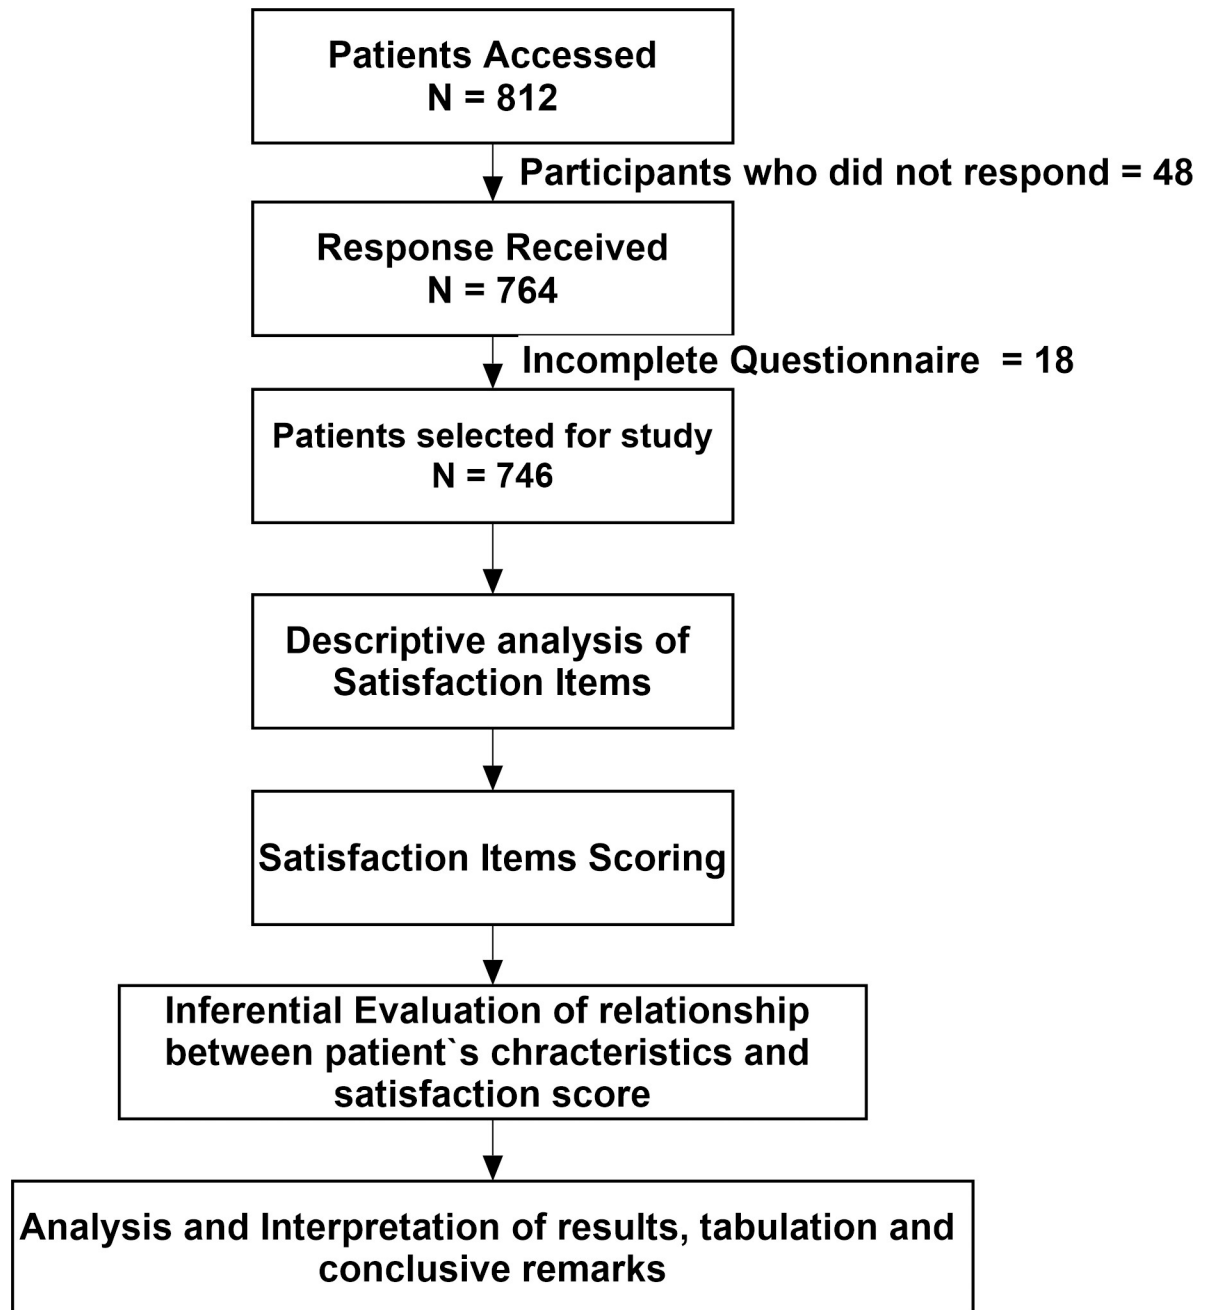 Patients Accessed
N = 812
Participants who did not respond = 48
Response Received
N = 764
Incomplete Questionnaire  = 18
Patients selected for study
N = 746
Descriptive analysis of
Satisfaction Items
Satisfaction Items Scoring
Inferential Evaluation of relationship
between patient`s chracteristics and
satisfaction score
Analysis and Interpretation of results, tabulation and
conclusive remarks